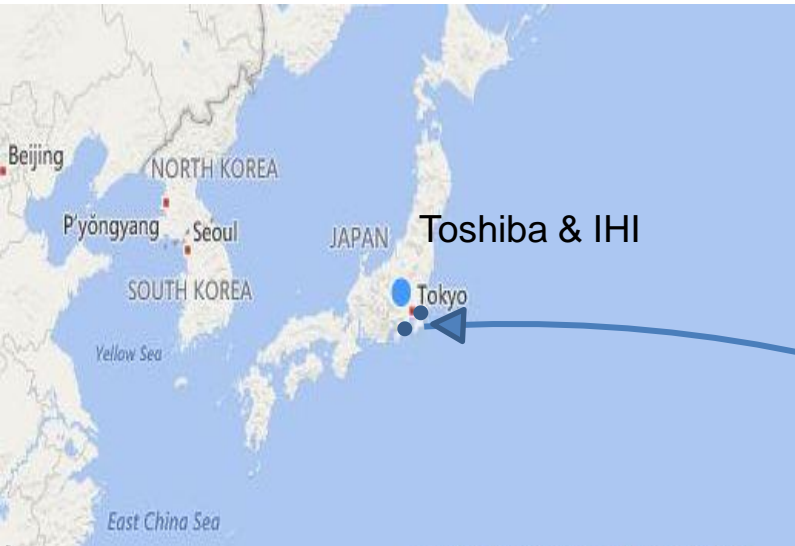 Beijing
NORTH KOREA
P'yŏngyang
Seoul
JAPAN
Toshiba & IHI
SOUTH KOREA
Tokyo
Yellow Sea
East China Sea